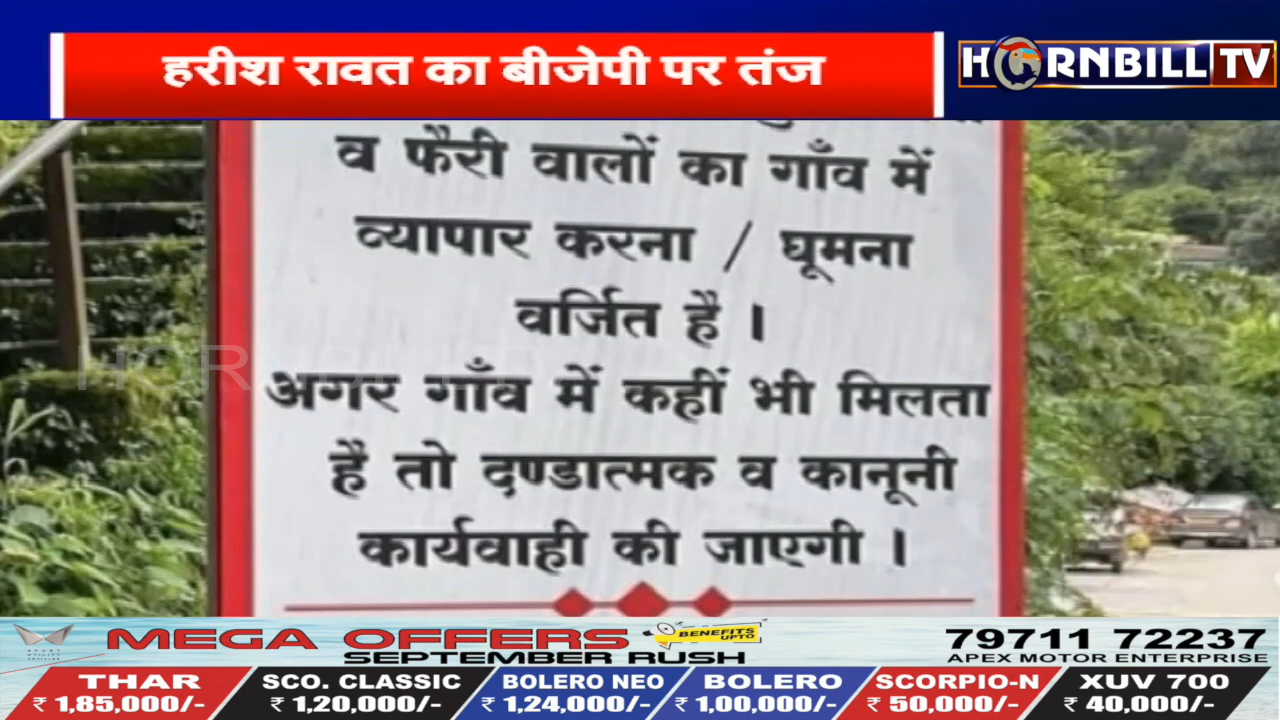 हरीश रावत का बीजेपी पर तंज
HORNBILL TV
व फैरी वालों का गाँव में
व्यापार करना / घूमना
वर्जित है ।
अगर गाँव में कहीं भी मिलता
है तो दण्डात्मक व कानूनी
कार्यवाही की जाएगी ।
MEGA OFFERS
BENEFITS UPTO
SEPTEMBER RUSH
79711 72237
APEX MOTOR ENTERPRISE
THAR SCO. CLASSIC BOLERO NEO BOLERO SCORPIO-N XUV 700
₹ 1,85,000/- ₹ 1,20,000/- ₹ 1,24,000/- ₹ 1,00,000/- ₹ 50,000/- ₹ 40,000/-